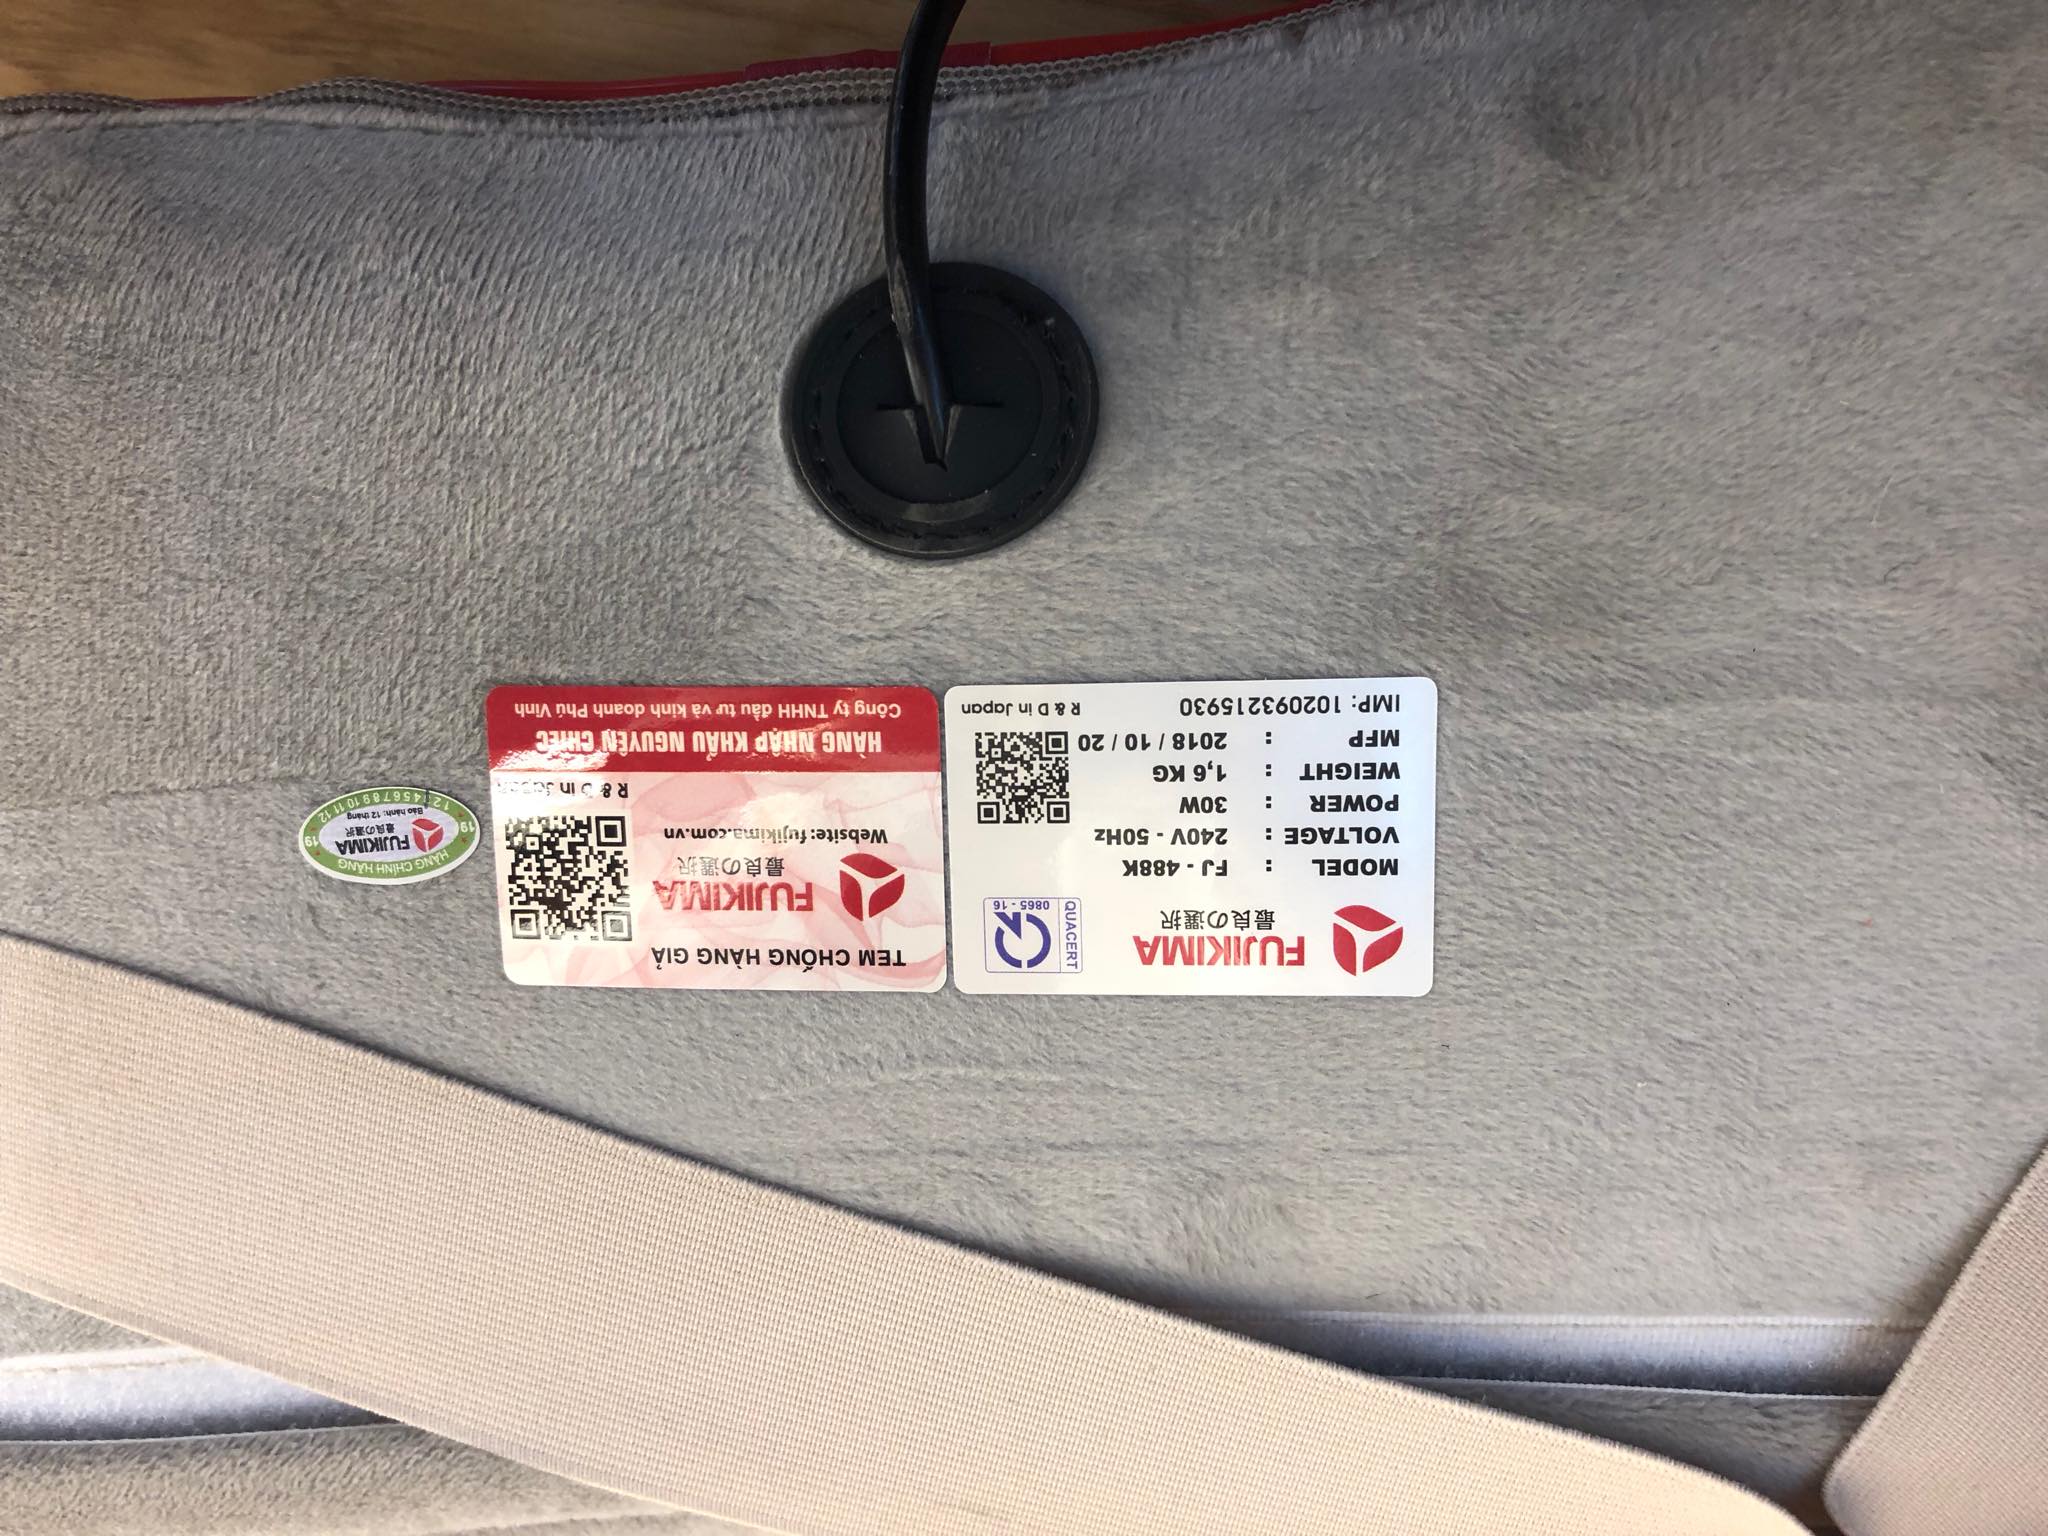 FUJIKIMA
最良の選択
QUACERT
0865 - 16
MODEL : FJ - 488K
VOLTAGE : 240V - 50Hz
POWER : 30W
WEIGHT : 1,6 KG
MFP : 2018 / 10 / 20
IMP: 102093215930
R & D in Japan
TEM CHỐNG HÀNG GIẢ
FUJIKIMA
最良の選択
Website: fujikima.com.vn
R & D in Japan
HÀNG NHẬP KHẨU NGUYÊN CHIẾC
Công ty TNHH đầu tư và kinh doanh Phú Vinh
HÀNG CHÍNH HÃNG
19 19
FUJIKIMA
最良の選択
Bảo hành: 12 tháng
1 2 3 4 5 6 7 8 9 10 11 12